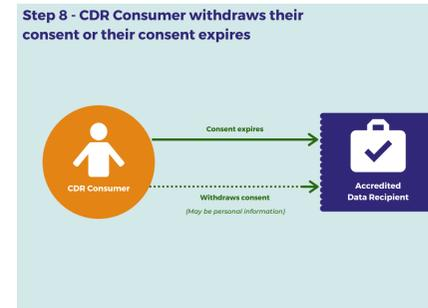 Step 8 - CDR Consumer withdraws their
consent or their consent expires
Consent expires
CDR Consumer
Accredited
Data Recipient
Withdraws consent
(May be personal information)